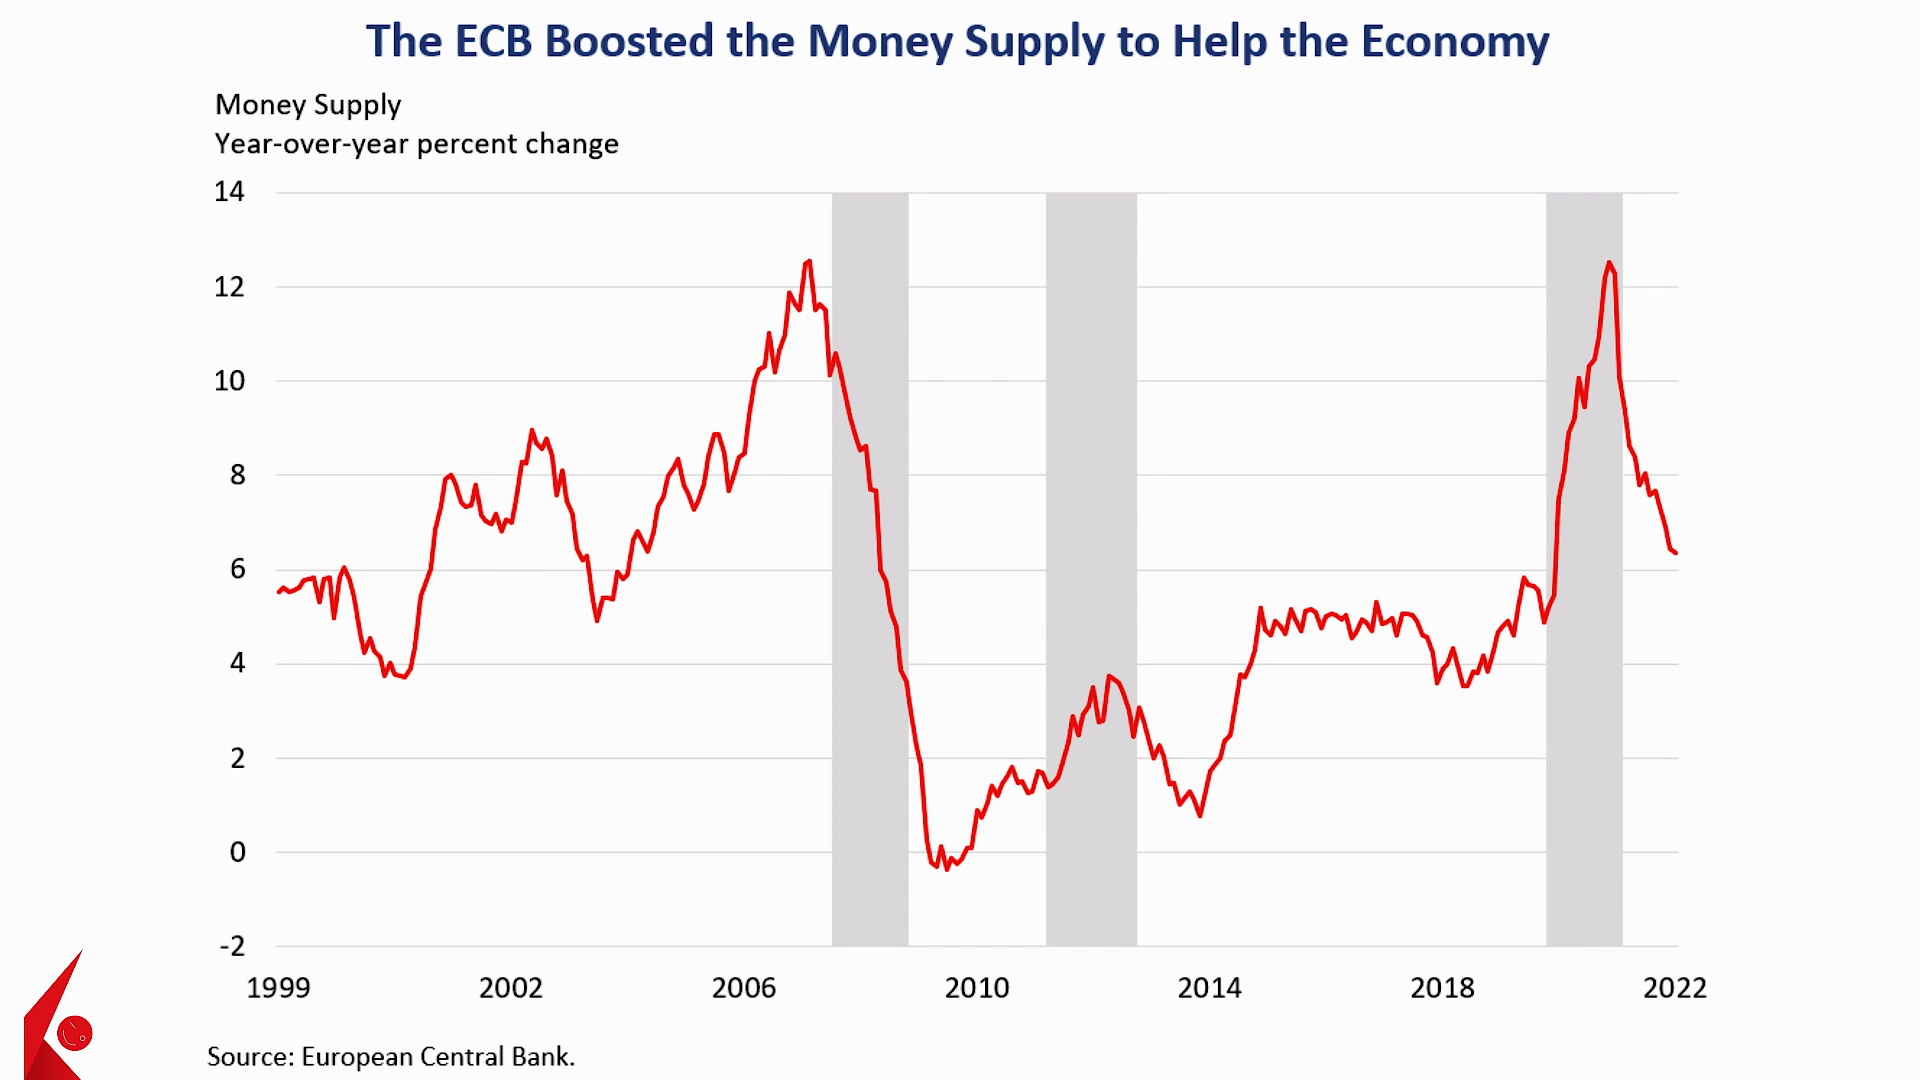 The ECB Boosted the Money Supply to Help the Economy
Money Supply
Year-over-year percent change
14
12
10
8
6
4
2
0
-2
1999 2002 2006 2010 2014 2018 2022
Source: European Central Bank.